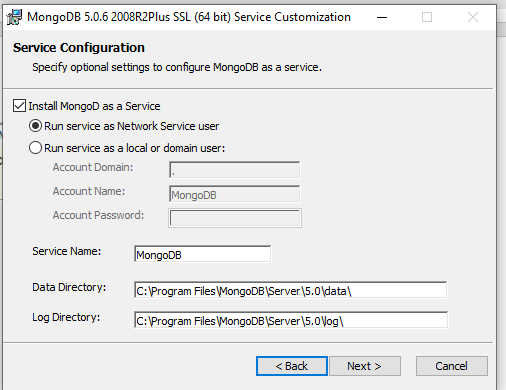 MongoDB 5.0.6 2008R2Plus SSL (64 bit) Service Customization
Service Configuration
Specify optional settings to configure MongoDB as a service.
Install MongoD as a Service
Run service as Network Service user
Run service as a local or domain user:
Account Domain: .
Account Name: MongoDB
Account Password:
Service Name: MongoDB
Data Directory: C:\Program Files\MongoDB\Server\5.0\data\
Log Directory: C:\Program Files\MongoDB\Server\5.0\log\
< Back Next > Cancel